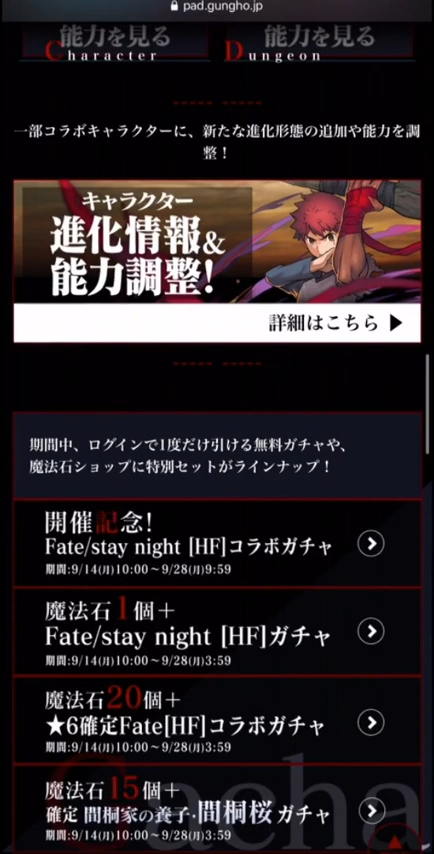 pad.gungho.jp
能力を見る 能力を見る
Character Dungeon
一部コラボキャラクターに、新たな進化形態の追加や能力を調
整！
キャラクター
進化情報&
能力調整!
詳細はこちら ▶
期間中、ログインで1度だけ引ける無料ガチャや、
魔法石ショップに特別セットがラインナップ！
開催記念!
Fate/stay night [HF]コラボガチャ
期間:9/14(月)10:00～9/28(月)9:59
魔法石1個＋
Fate/stay night [HF]ガチャ
期間:9/14(月)10:00～9/28(月)3:59
魔法石20個＋
★6確定Fate[HF]コラボガチャ
期間:9/14(月)10:00～9/28(月)3:59
魔法石15個＋
確定 間桐家の養子・間桐桜ガチャ
期間:9/14(月)10:00～9/28(月)3:59
Gacha